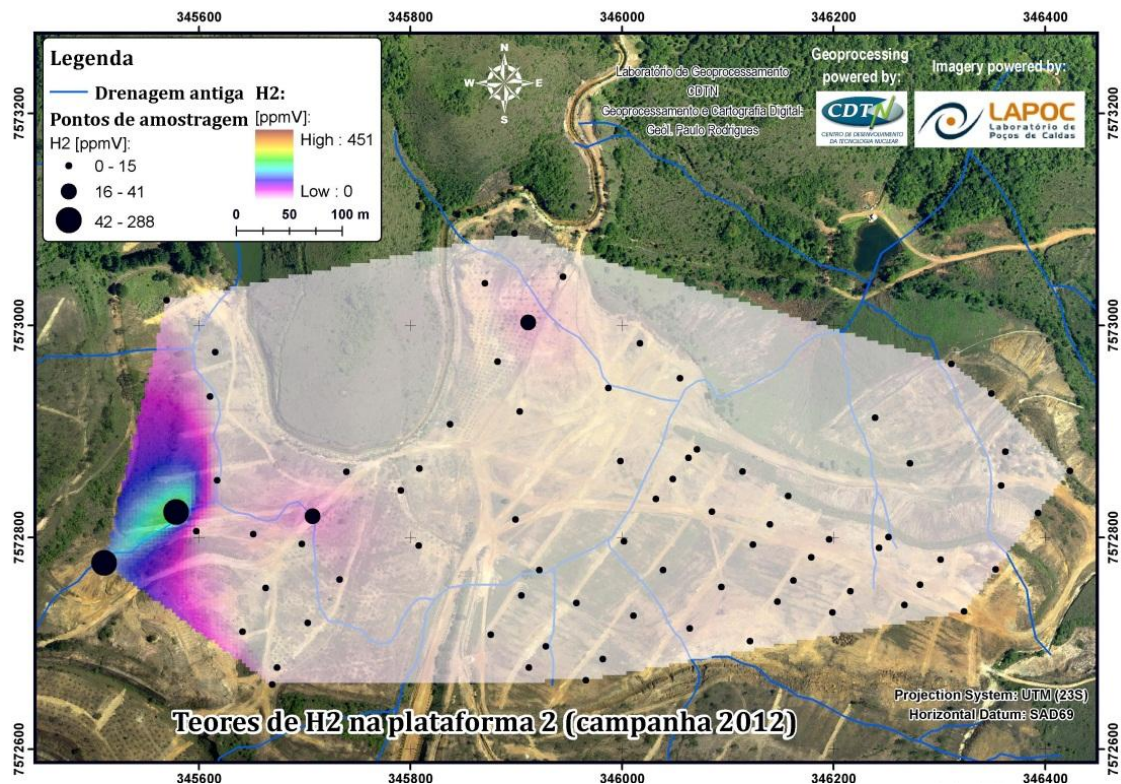 345600 345800 346000 346200 346400
7573200
7573000
7572800
7572600
Legenda
Drenagem antiga
Pontos de amostragem
H2 [ppmV]:
0 - 15
16 - 41
42 - 288
H2:
[ppmV]
High : 451
Low : 0
0 50 100 m
N
W E
S
Laboratório de Geoprocessamento
CDTN
Geoprocessamento e Cartografia Digital:
Geol. Paulo Rodrigues
Geoprocessing
powered by:
CDTN
CENTRO DE DESENVOLVIMENTO
DA TECNOLOGIA NUCLEAR
Imagery powered by:
LAPOC
Laboratório de
Poços de Caldas
7573200
7573000
7572800
7572600
Projection System: UTM (23S)
Horizontal Datum: SAD69
Teores de H2 na plataforma 2 (campanha 2012)
345600 345800 346000 346200 346400